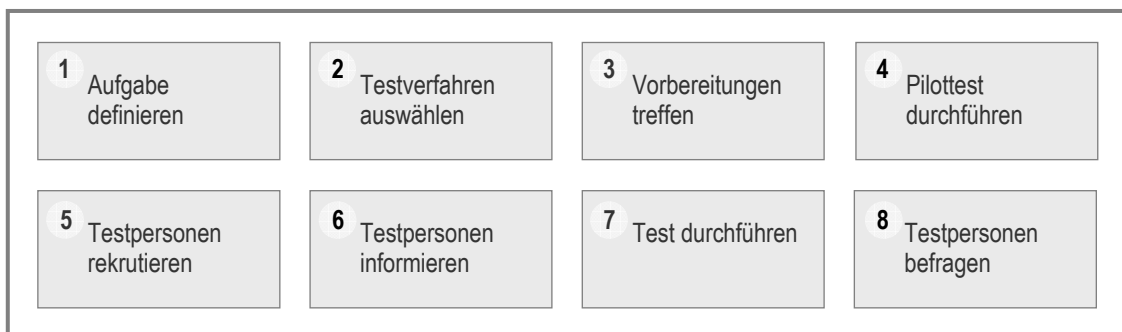 1
Aufgabe
definieren
2
Testverfahren
auswählen
3
Vorbereitungen
treffen
4
Pilottest
durchführen
5
Testpersonen
rekrutieren
6
Testpersonen
informieren
7
Test durchführen
8
Testpersonen
befragen